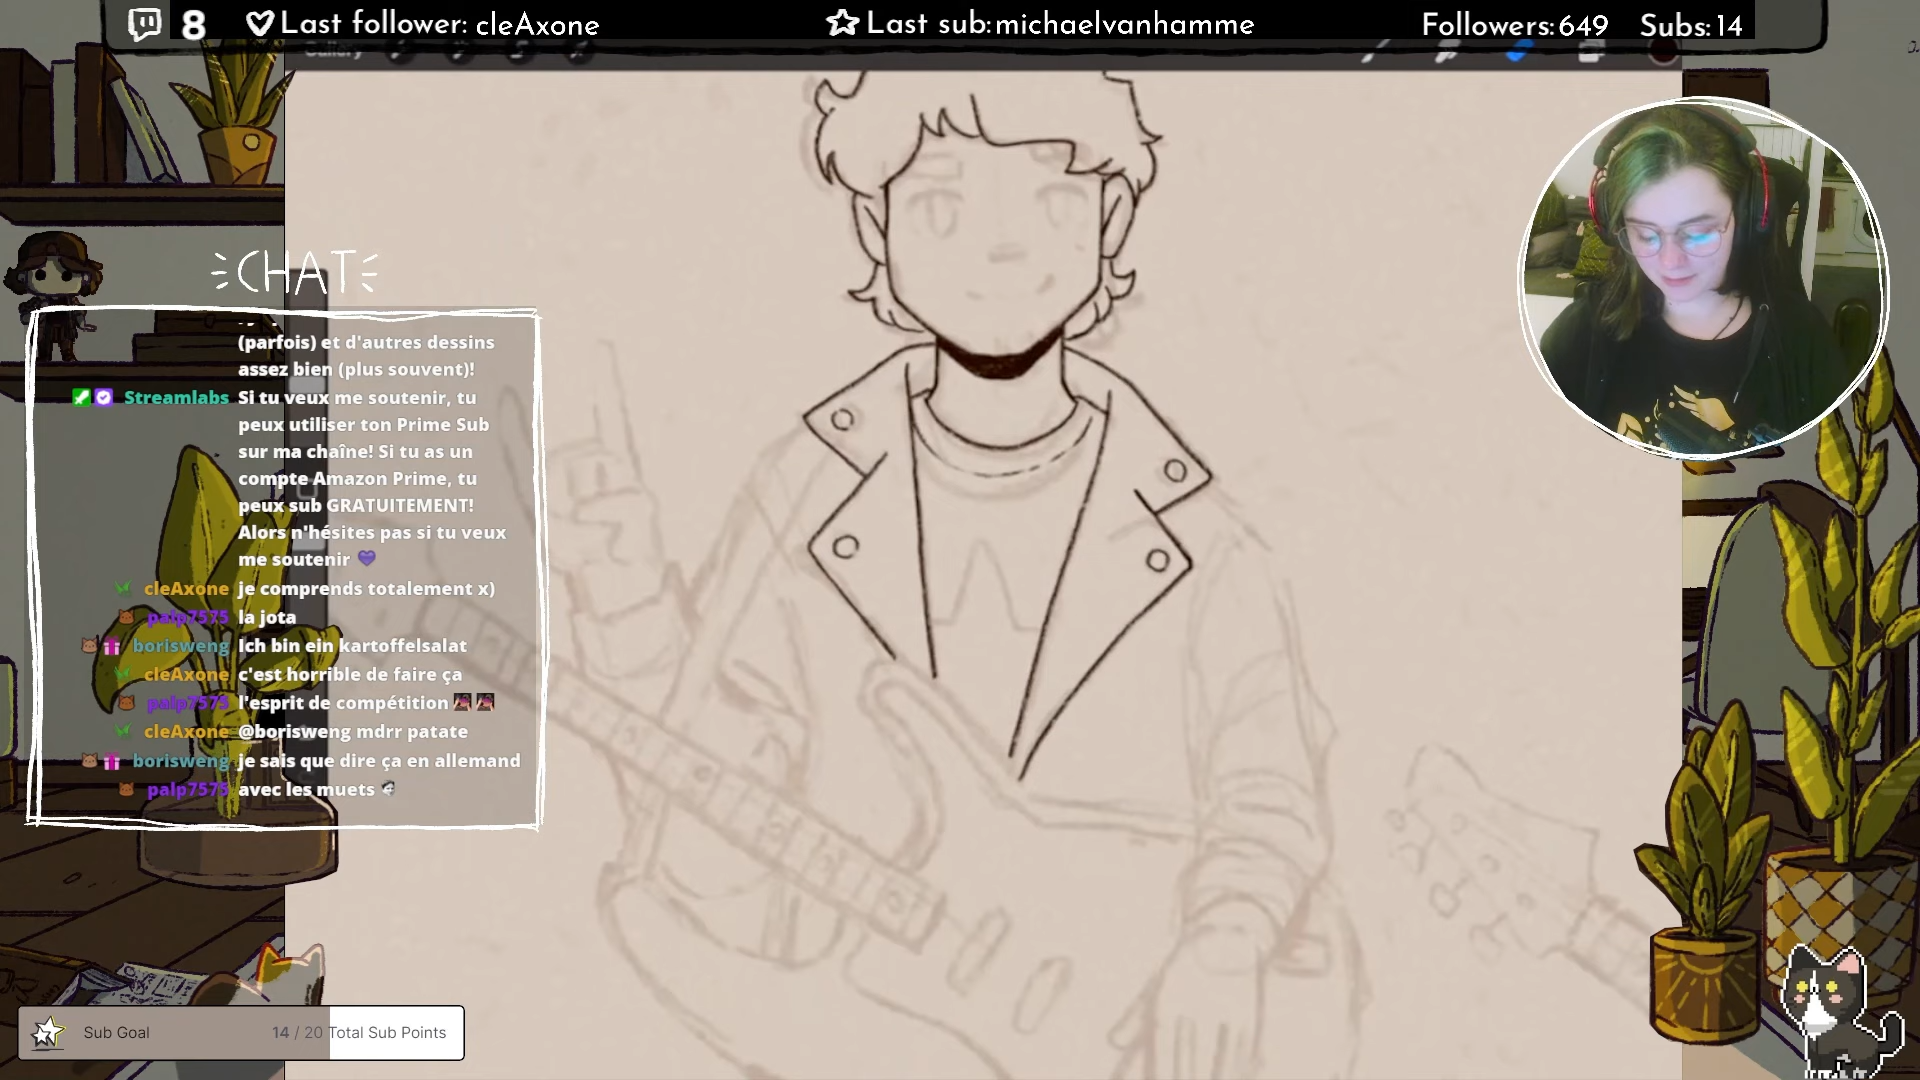 8 Last follower: cleAxone Last sub: michaelvanhamme Followers: 649 Subs: 14
Gallery
CHAT
(parfois) et d'autres dessins
assez bien (plus souvent)!
Streamlabs Si tu veux me soutenir, tu
peux utiliser ton Prime Sub
sur ma chaîne! Si tu as un
compte Amazon Prime, tu
peux sub GRATUITEMENT!
Alors n'hésites pas si tu veux
me soutenir 💜
cleAxone je comprends totalement x)
palp7575 la jota
borisweng Ich bin ein kartoffelsalat
cleAxone c'est horrible de faire ça
palp7575 l'esprit de compétition
cleAxone @borisweng mdrr patate
borisweng je sais que dire ça en allemand
palp7575 avec les muets
Sub Goal 14 / 20 Total Sub Points